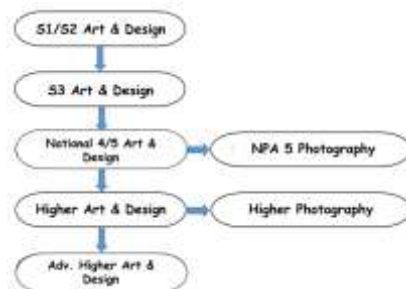 S1/S2 Art & Design
S3 Art & Design
National 4/5 Art &
Design
NPA 5 Photography
Higher Art & Design
Higher Photography
Adv. Higher Art &
Design